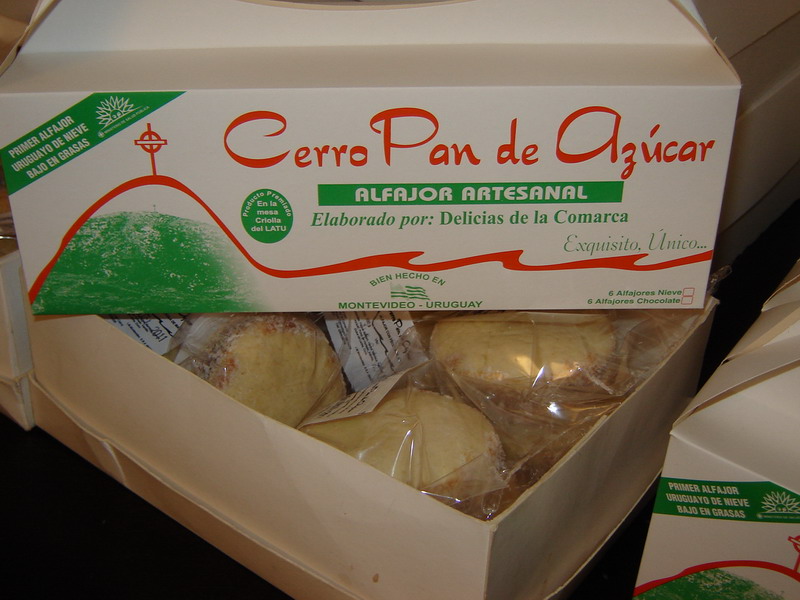 PRIMER ALFAJOR
URUGUAYO DE NIEVE
BAJO EN GRASAS
Cerro Pan de Azúcar
ALFAJOR ARTESANAL
Producto Premiado
En la
mesa
Criolla
del LATU
Elaborado por: Delicias de la Comarca
Exquisito, Único...
BIEN HECHO EN
MONTEVIDEO - URUGUAY
6 Alfajores Nieve
6 Alfajores Chocolate
PRIMER ALFAJOR
URUGUAYO DE NIEVE
BAJO EN GRASAS